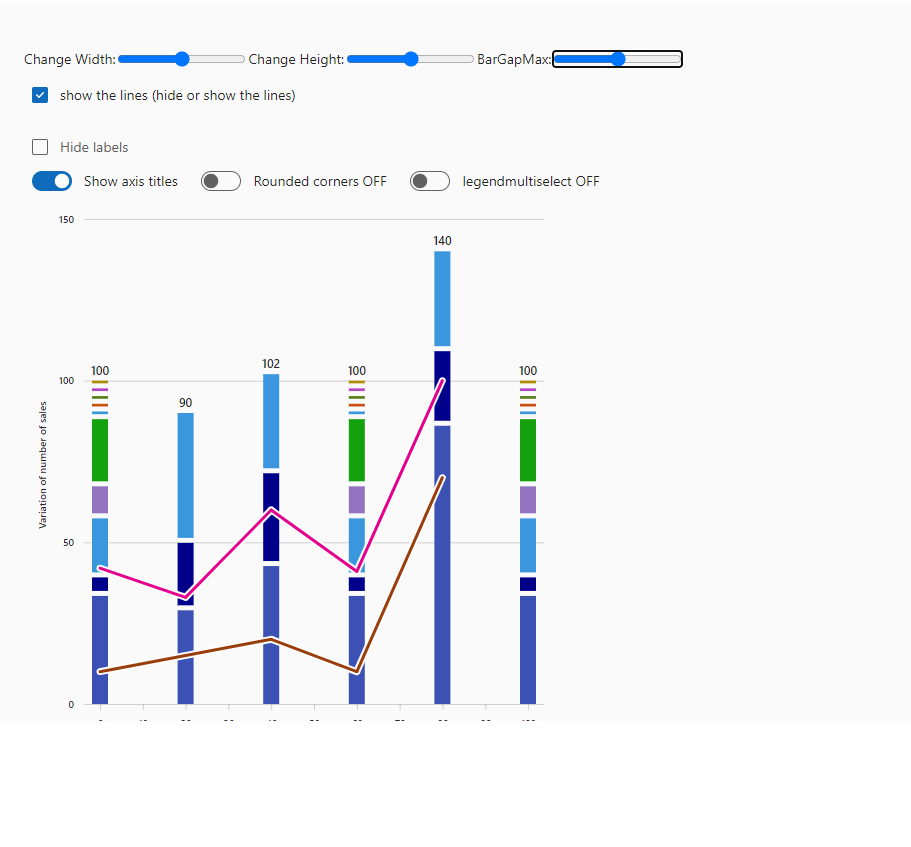 Change Width: Change Height: BarGapMax:
show the lines (hide or show the lines)
Hide labels
Show axis titles Rounded corners OFF legendmultiselect OFF
150
140
100 102 100 100
100
90
Variation of number of sales
50
0